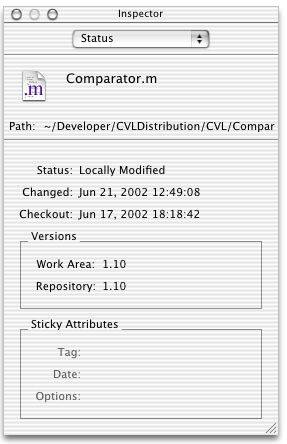 Inspector
Status
.m
Comparator.m
Path: ~/Developer/CVLDistribution/CVL/Compar
Status: Locally Modified
Changed: Jun 21, 2002 12:49:08
Checkout: Jun 17, 2002 18:18:42
Versions
Work Area: 1.10
Repository: 1.10
Sticky Attributes
Tag:
Date:
Options: